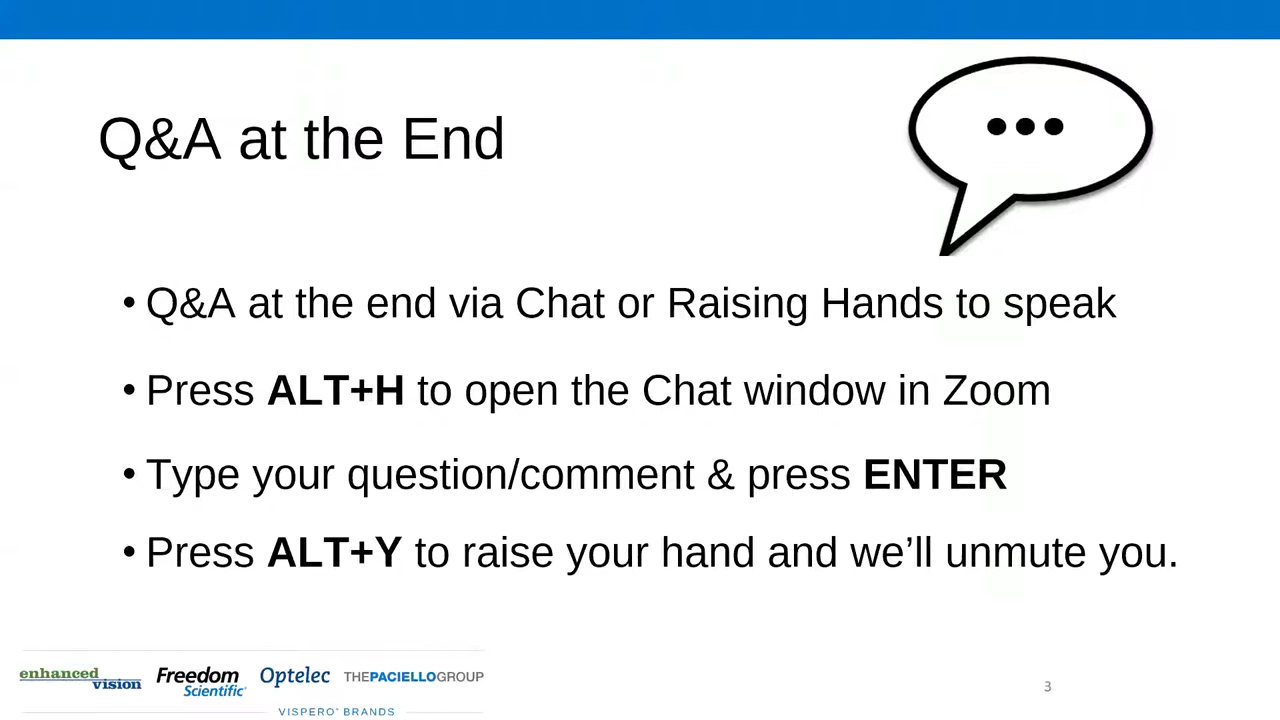 Q&A at the End
• Q&A at the end via Chat or Raising Hands to speak
• Press ALT+H to open the Chat window in Zoom
• Type your question/comment & press ENTER
• Press ALT+Y to raise your hand and we’ll unmute you.
enhanced vision
Freedom Scientific®
Optelec
THEPACIELLOGROUP
VISPERO® BRANDS
3